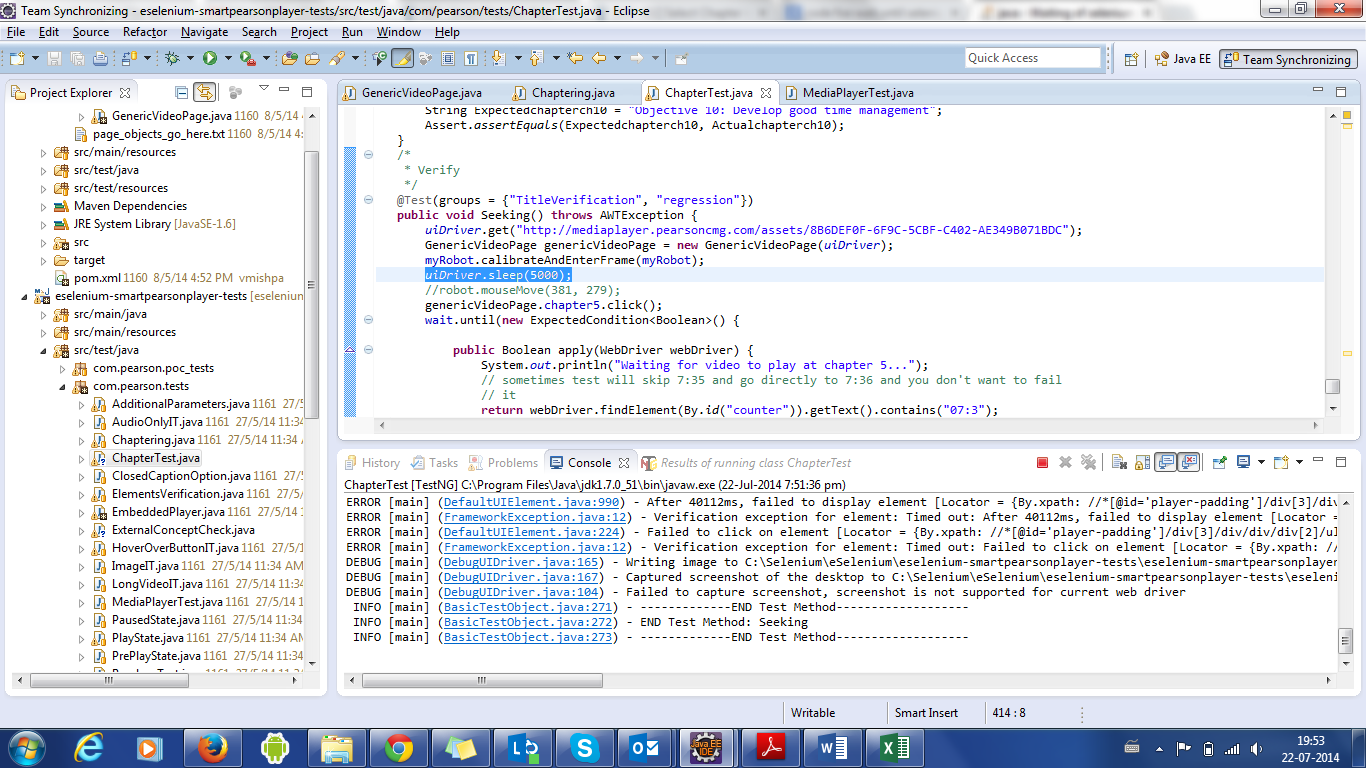 Team Synchronizing - eselenium-smartpearsonplayer-tests/src/test/java/com/pearson/tests/ChapterTest.java - Eclipse
File Edit Source Refactor Navigate Search Project Run Window Help
Quick Access
Java EE
Team Synchronizing
Project Explorer
GenericVideoPage.java 1160 8/5/14 4
page_objects_go_here.txt 1160 8/5/14 4:
src/main/resources
src/test/java
src/test/resources
Maven Dependencies
JRE System Library [JavaSE-1.6]
src
target
pom.xml 1160 8/5/14 4:52 PM vmishpa
eselenium-smartpearsonplayer-tests [eselenium
src/main/java
src/main/resources
src/test/java
com.pearson.poc_tests
com.pearson.tests
AdditionalParameters.java 1161 27/5
AudioOnlyIT.java 1161 27/5/14 11:34
Chaptering.java 1161 27/5/14 11:34 A
ChapterTest.java
ClosedCaptionOption.java 1161 27/5
ElementsVerification.java 1161 27/5/
EmbeddedPlayer.java 1161 27/5/14 1
ExternalConceptCheck.java
HoverOverButtonIT.java 1161 27/5/1
ImageIT.java 1161 27/5/14 11:34 AM
LongVideoIT.java 1161 27/5/14 11:34
MediaPlayerTest.java 1161 27/5/14 1
PausedState.java 1161 27/5/14 11:34
PlayState.java 1161 27/5/14 11:34 AM
PrePlayState.java 1161 27/5/14 11:34
GenericVideoPage.java Chaptering.java ChapterTest.java MediaPlayerTest.java
String Expectedchapterch10 = "Objective 10: Develop good time management";
Assert.assertEquals(Expectedchapterch10, Actualchapterch10);
}
/*
* Verify
*/
@Test(groups = {"TitleVerification", "regression"})
public void Seeking() throws AWTException {
uiDriver.get("http://mediaplayer.pearsoncmg.com/assets/8B6DEF0F-6F9C-5CBF-C402-AE349B071BDC");
GenericVideoPage genericVideoPage = new GenericVideoPage(uiDriver);
myRobot.calibrateAndEnterFrame(myRobot);
uiDriver.sleep(5000);
//robot.mouseMove(381, 279);
genericVideoPage.chapter5.click();
wait.until(new ExpectedCondition<Boolean>() {
public Boolean apply(WebDriver webDriver) {
System.out.println("Waiting for video to play at chapter 5...");
// sometimes test will skip 7:35 and go directly to 7:36 and you don't want to fail
// it
return webDriver.findElement(By.id("counter")).getText().contains("07:3");
History Tasks Problems Console Results of running class ChapterTest
ChapterTest [TestNG] C:\Program Files\Java\jdk1.7.0_51\bin\javaw.exe (22-Jul-2014 7:51:36 pm)
ERROR [main] (DefaultUIElement.java:990) - After 40112ms, failed to display element [Locator = {By.xpath: //*[@id='player-padding']/div[3]/div
ERROR [main] (FrameworkException.java:12) - Verification exception for element: Timed out: After 40112ms, failed to display element [Locator =
ERROR [main] (DefaultUIElement.java:224) - Failed to click on element [Locator = {By.xpath: //*[@id='player-padding']/div[3]/div/div/div[2]/ul
ERROR [main] (FrameworkException.java:12) - Verification exception for element: Timed out: Failed to click on element [Locator = {By.xpath: //
DEBUG [main] (DebugUIDriver.java:165) - Writing image to C:\Selenium\eSelenium\eselenium-smartpearsonplayer-tests\eselenium-smartpearsonplayer
DEBUG [main] (DebugUIDriver.java:167) - Captured screenshot of the desktop to C:\Selenium\eSelenium\eselenium-smartpearsonplayer-tests\eseleni
DEBUG [main] (DebugUIDriver.java:104) - Failed to capture screenshot, screenshot is not supported for current web driver
INFO [main] (BasicTestObject.java:271) - -------------END Test Method-------------------
INFO [main] (BasicTestObject.java:272) - END Test Method: Seeking
INFO [main] (BasicTestObject.java:273) - -------------END Test Method-------------------
Writable Smart Insert 414 : 8
19:53
22-07-2014